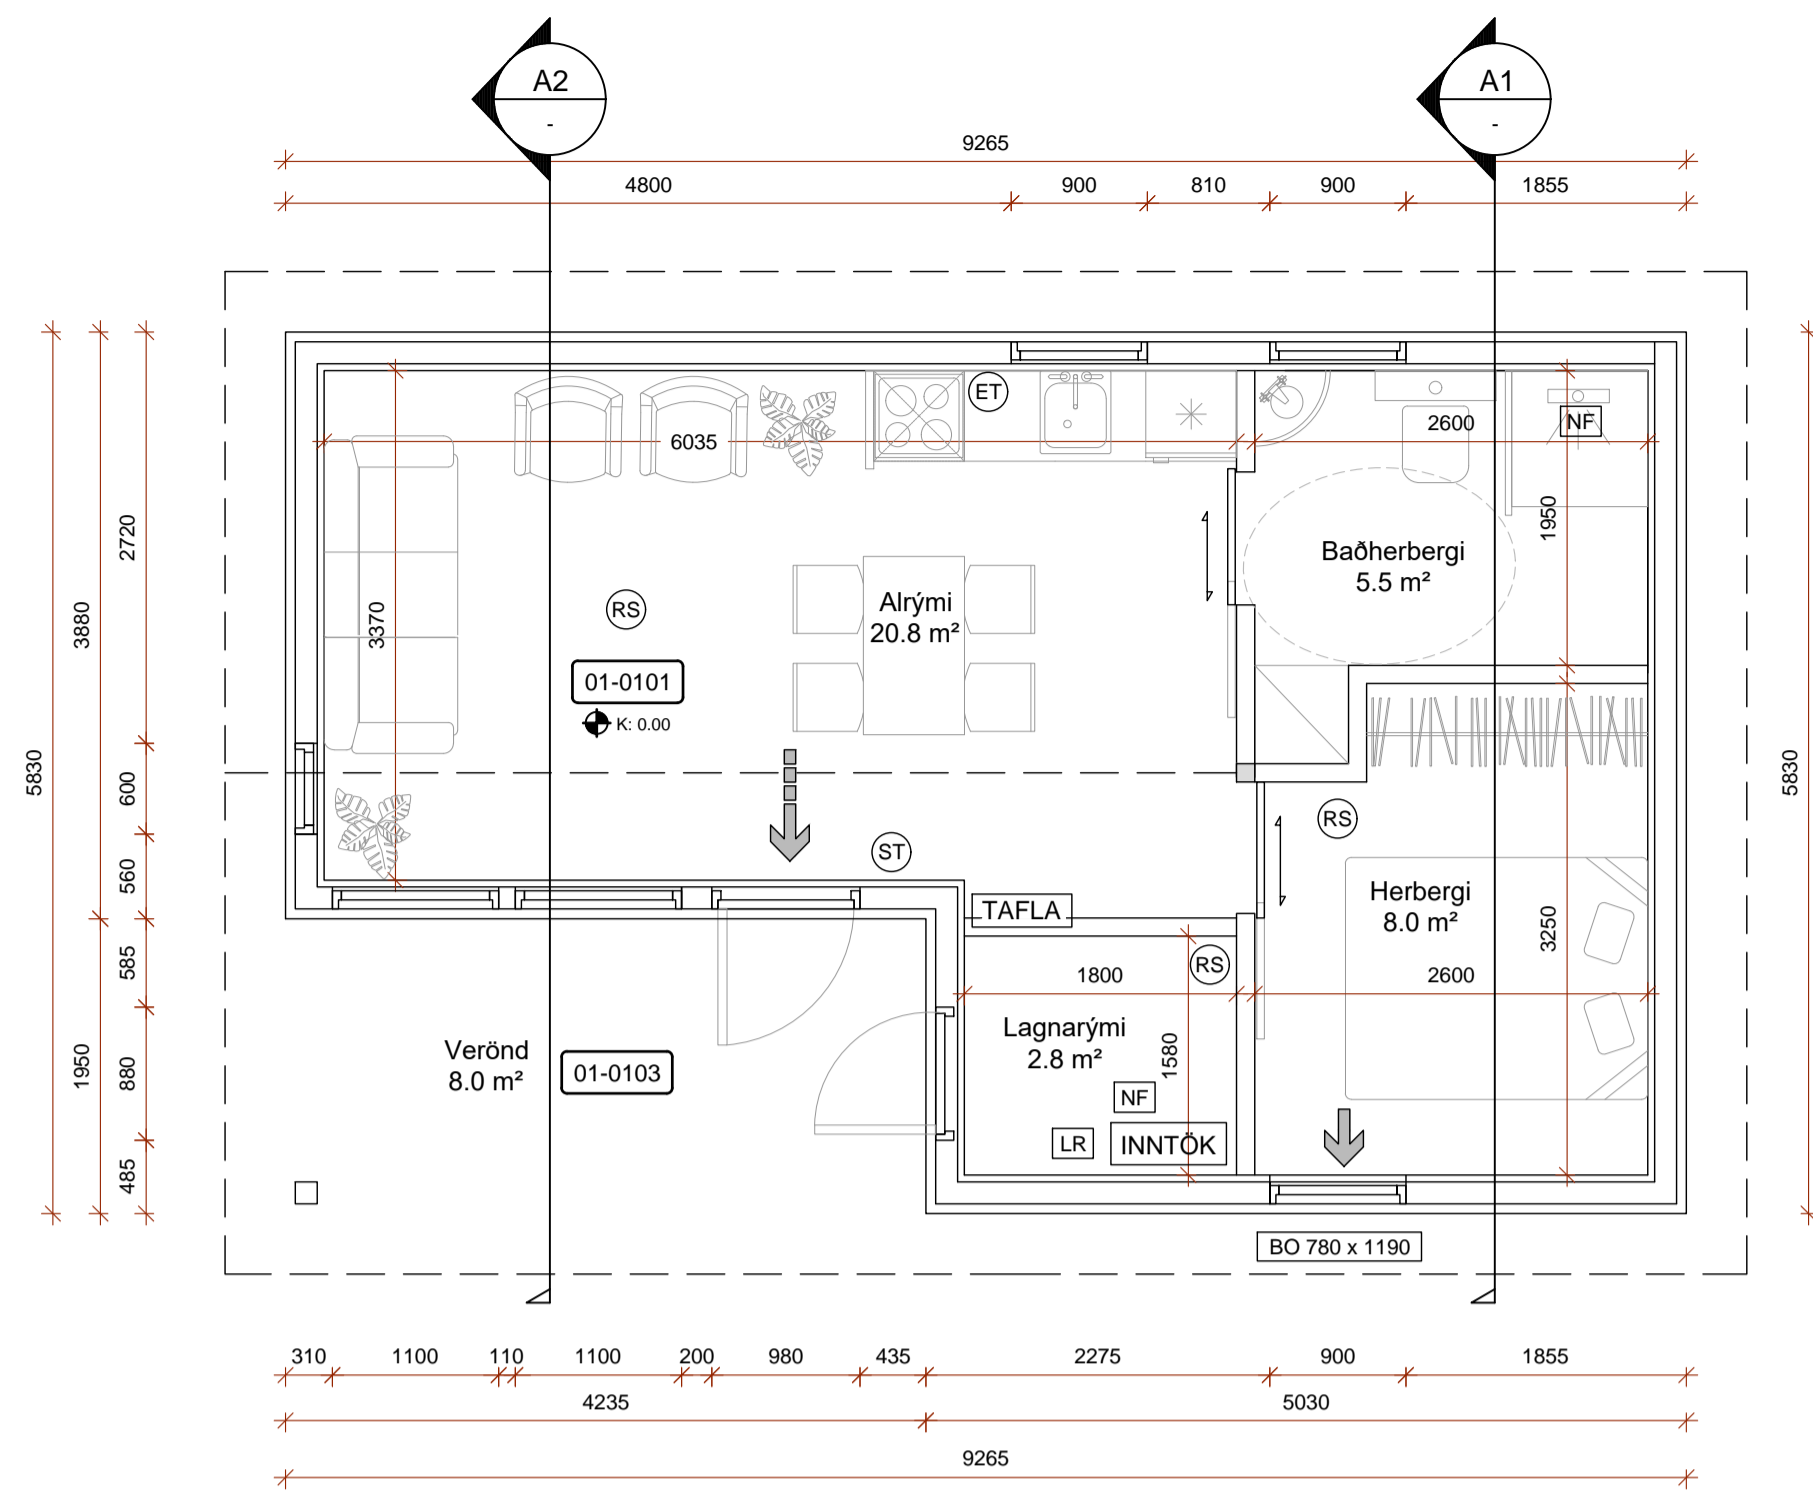 A2
-
A1
-
9265
4800
900
810
900
1855
ET
6035
2600
NF
2720
1950
Baðherbergi
5.5 m²
3880
3370
RS
Alrými
20.8 m²
01-0101
K: 0.00
5830
600
5830
RS
ST
560
TAFLA
Herbergi
8.0 m²
3250
585
RS
1800
2600
Lagnarými
2.8 m²
1580
Verönd
8.0 m²
01-0103
1950
880
NF
LR
INNTÖK
485
BO 780 x 1190
310
1100
110
1100
200
980
435
2275
900
1855
4235
5030
9265